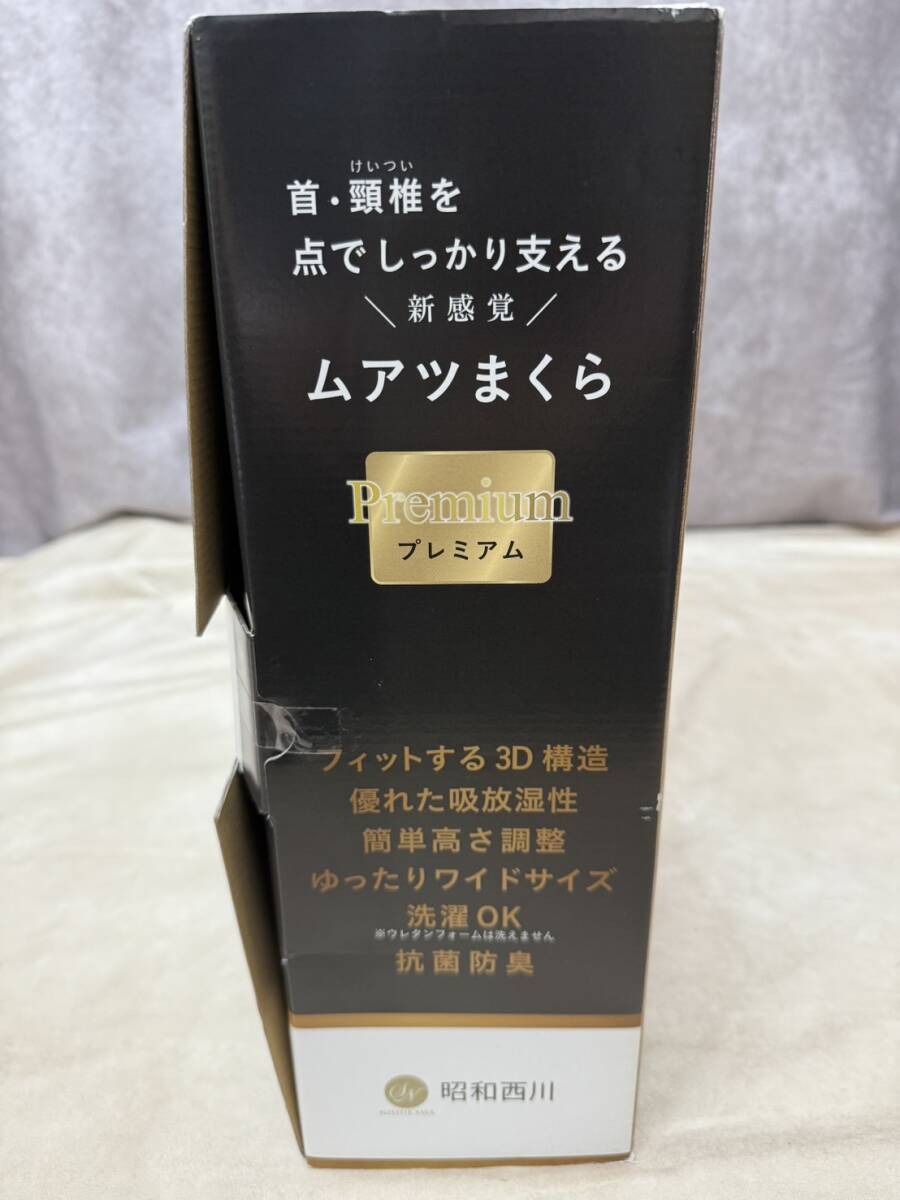 けいつい
首・頸椎を
点でしっかり支える
＼新感覚／
ムアツまくら
Premium
プレミアム
フィットする3D構造
優れた吸放湿性
簡単高さ調整
ゆったりワイドサイズ
洗濯OK
※ウレタンフォームは洗えません
抗菌防臭
SN 昭和西川
NISHIKAWA